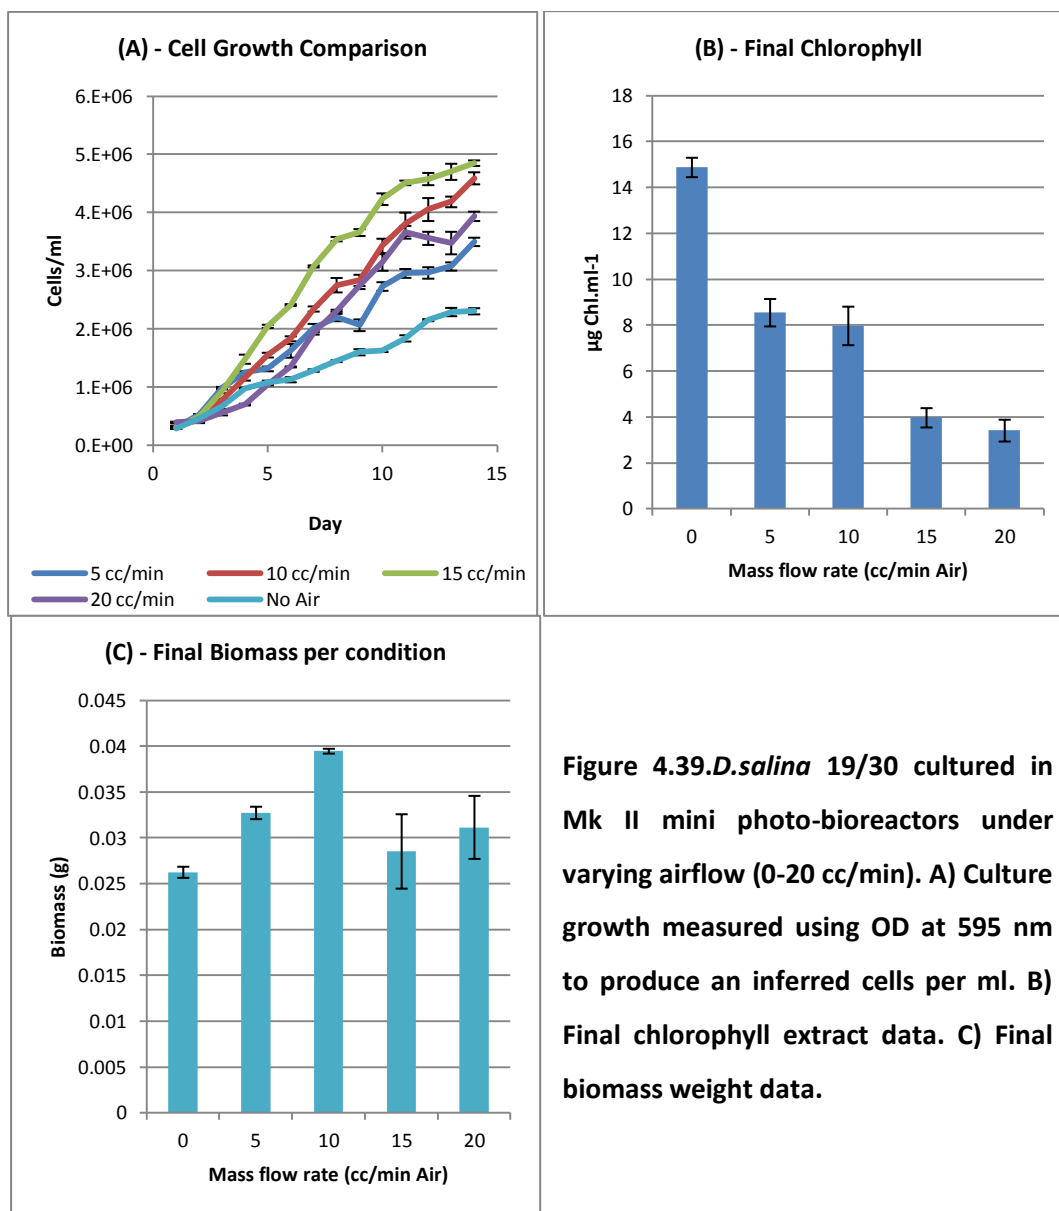 (A) - Cell Growth Comparison
6.E+06
5.E+06
4.E+06
3.E+06
2.E+06
1.E+06
0.E+00
Cells/ml
0 5 10 15
Day
5 cc/min 10 cc/min 15 cc/min
20 cc/min No Air
(B) - Final Chlorophyll
18
16
14
12
10
8
6
4
2
0
µg Chl.ml-1
0 5 10 15 20
Mass flow rate (cc/min Air)
(C) - Final Biomass per condition
0.045
0.04
0.035
0.03
0.025
0.02
0.015
0.01
0.005
0
Biomass (g)
0 5 10 15 20
Mass flow rate (cc/min Air)
Figure 4.39.D.salina 19/30 cultured in
Mk II mini photo-bioreactors under
varying airflow (0-20 cc/min). A) Culture
growth measured using OD at 595 nm
to produce an inferred cells per ml. B)
Final chlorophyll extract data. C) Final
biomass weight data.